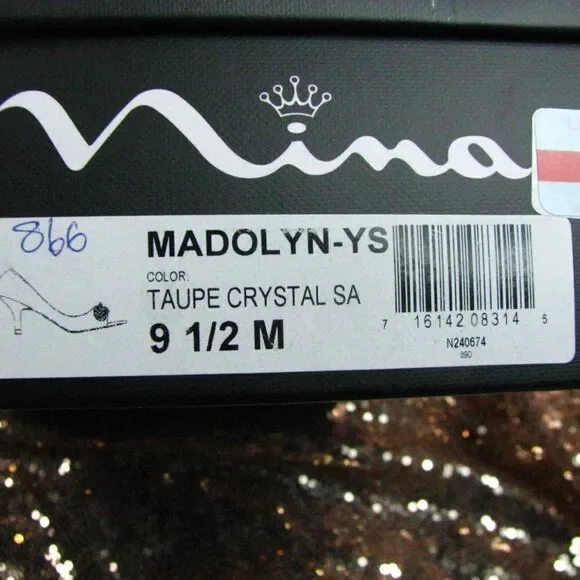 nina
866
MADOLYN-YS
COLOR:
TAUPE CRYSTAL SA
9 1/2 M
7 16142 08314 5
N240674
890